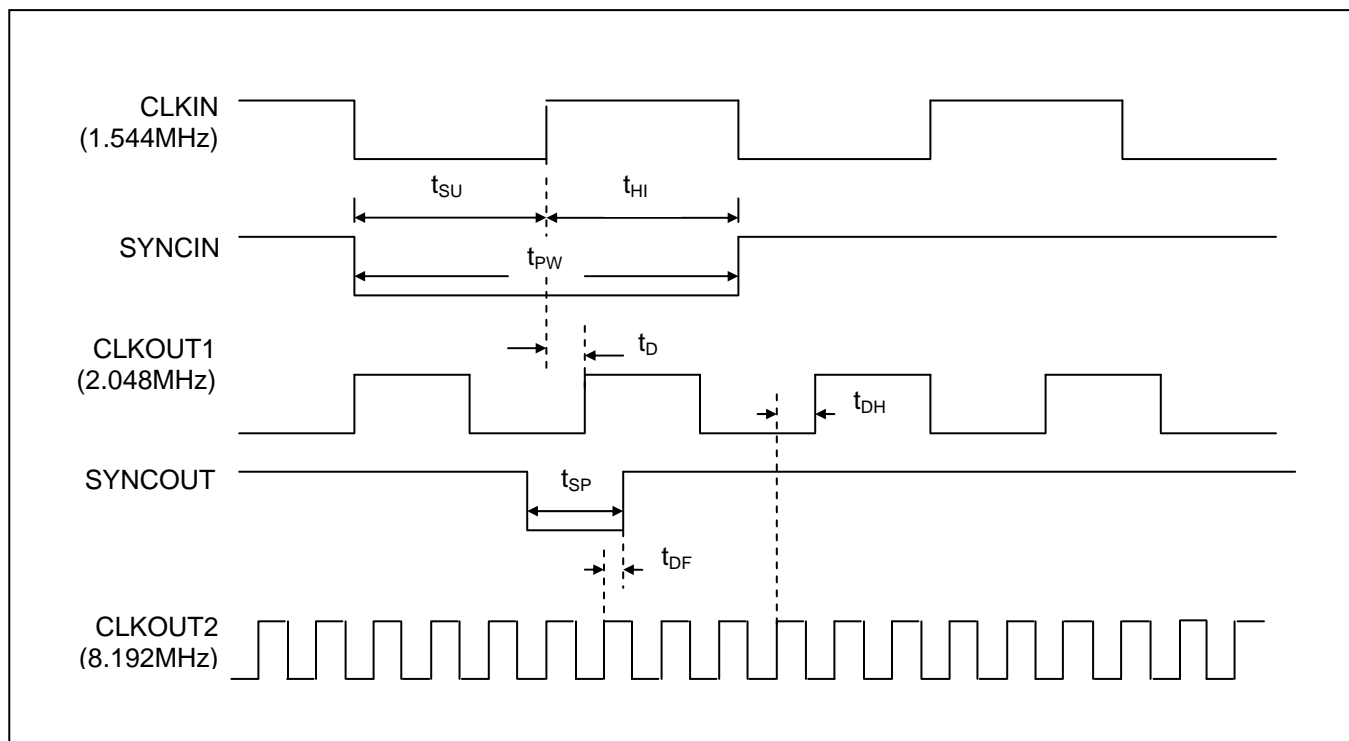 CLKIN
(1.544MHz)
tSU tHI
SYNCIN
tPW
CLKOUT1
(2.048MHz)
tD
tDH
SYNCOUT
tSP
tDF
CLKOUT2
(8.192MHz)